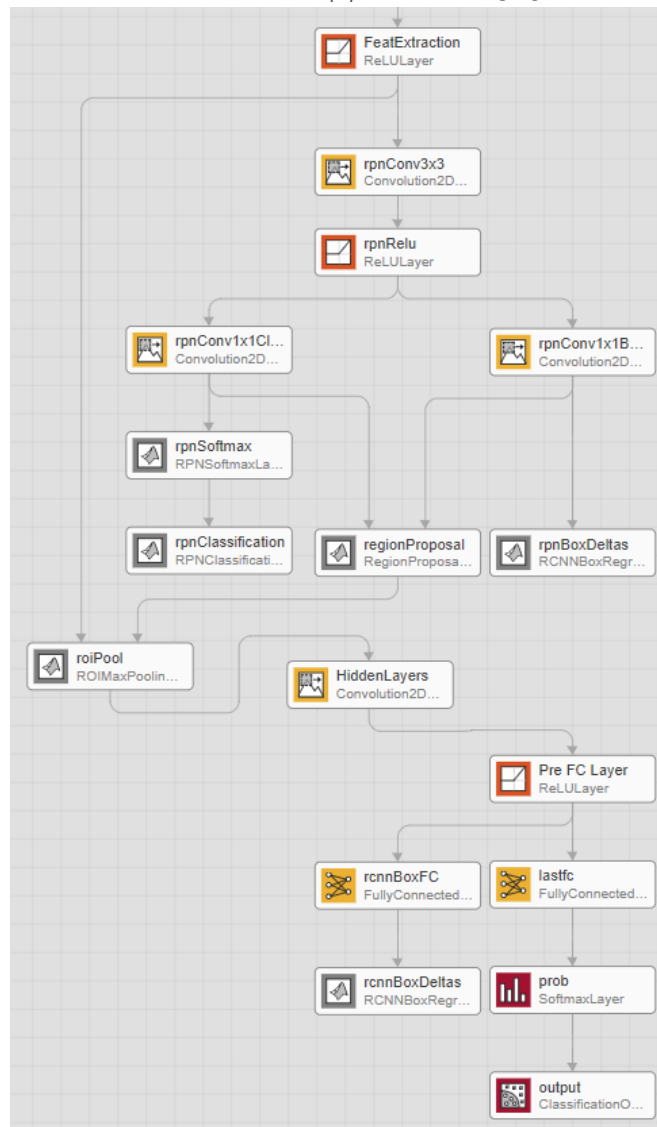 FeatExtraction
ReLULayer
rpnConv3x3
Convolution2D...
rpnRelu
ReLULayer
rpnConv1x1Cl...
Convolution2D...
rpnConv1x1B...
Convolution2D...
rpnSoftmax
RPNSoftmaxLa...
rpnClassification
RPNClassificati...
regionProposal
RegionProposa...
rpnBoxDeltas
RCNNBoxRegr...
roiPool
ROIMaxPoolin...
HiddenLayers
Convolution2D...
Pre FC Layer
ReLULayer
rcnnBoxFC
FullyConnected...
lastfc
FullyConnected...
rcnnBoxDeltas
RCNNBoxRegr...
prob
SoftmaxLayer
output
ClassificationO...